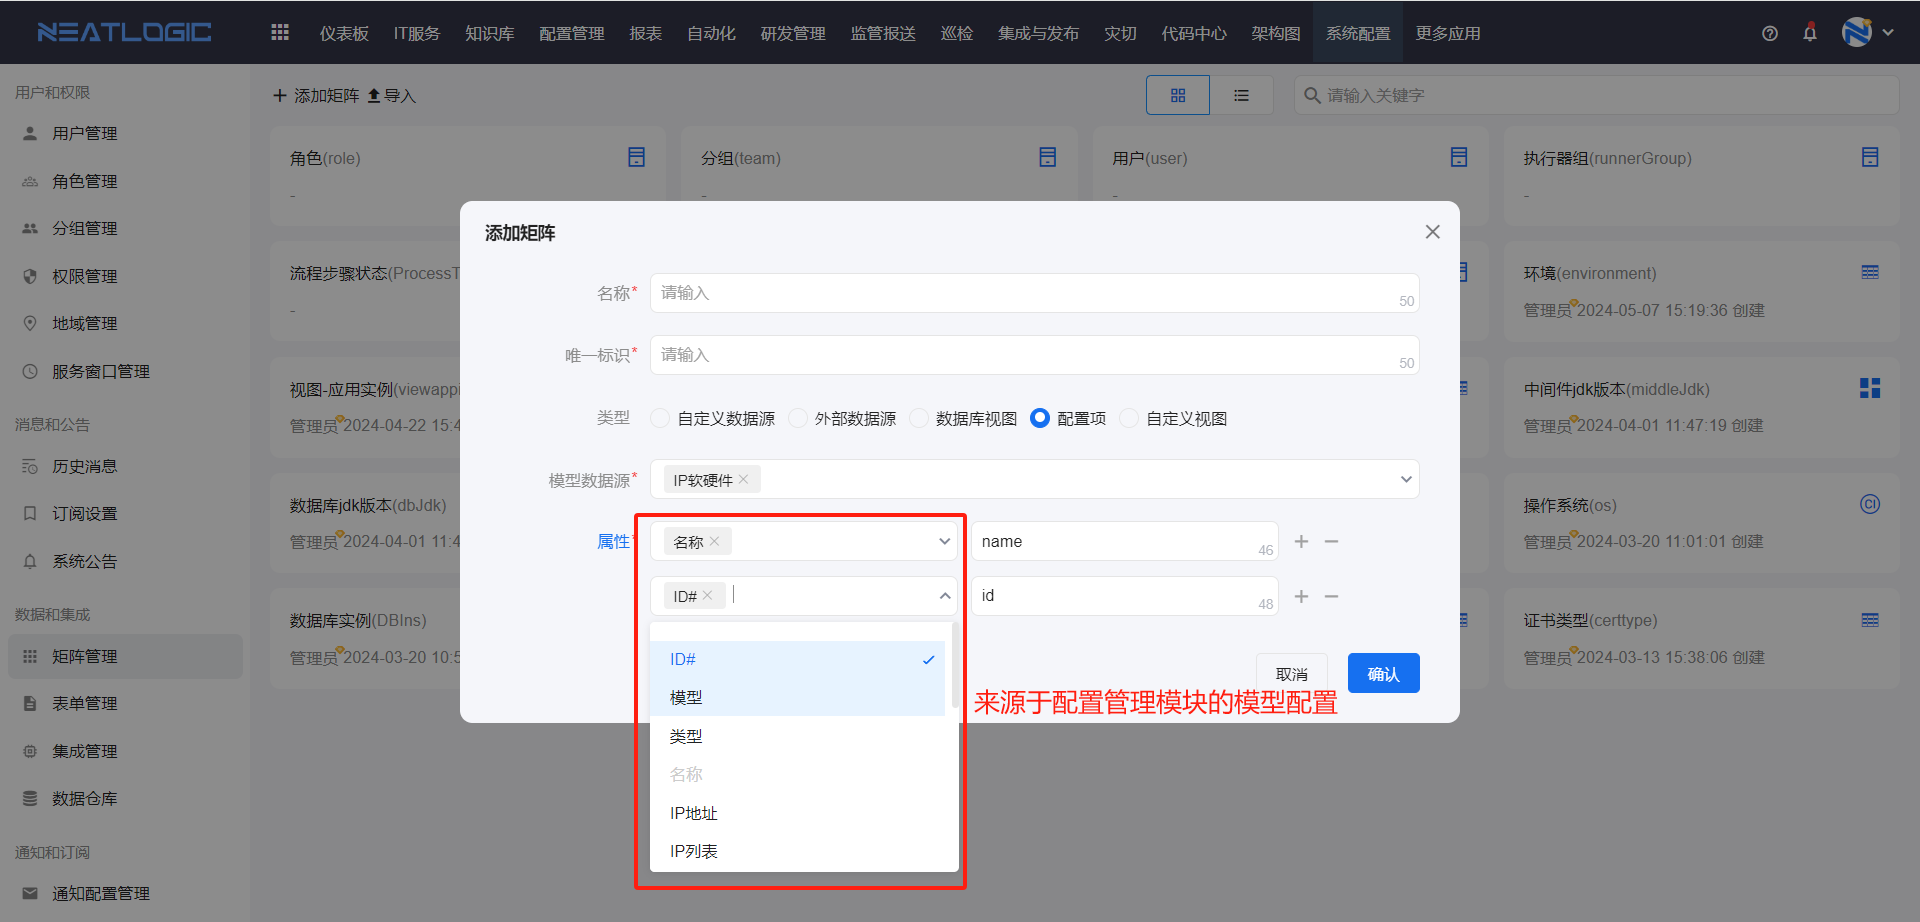 NEATLOGIC
仪表板 IT服务 知识库 配置管理 报表 自动化 研发管理 监管报送 巡检 集成与发布 灾切 代码中心 架构图 系统配置 更多应用
用户和权限
用户管理
角色管理
分组管理
权限管理
地域管理
服务窗口管理
消息和公告
历史消息
订阅设置
系统公告
数据和集成
矩阵管理
表单管理
集成管理
数据仓库
通知和订阅
通知配置管理
添加矩阵 导入
请输入关键字
角色(role)
-
分组(team)
-
用户(user)
-
执行器组(runnerGroup)
-
流程步骤状态(ProcessT
-
环境(environment)
管理员 2024-05-07 15:19:36 创建
视图-应用实例(viewappi
管理员 2024-04-22 15:4
中间件jdk版本(middleJdk)
管理员 2024-04-01 11:47:19 创建
数据库jdk版本(dbJdk)
管理员 2024-04-01 11:4
操作系统(os)
管理员 2024-03-20 11:01:01 创建
数据库实例(DBIns)
管理员 2024-03-20 10:5
证书类型(certtype)
管理员 2024-03-13 15:38:06 创建
CI
添加矩阵
名称* 请输入 50
唯一标识* 请输入 50
类型 自定义数据源 外部数据源 数据库视图 配置项 自定义视图
模型数据源* IP软硬件
属性* 名称 name 46
ID# id 48
ID#
模型
类型
名称
IP地址
IP列表
取消 确认
来源于配置管理模块的模型配置